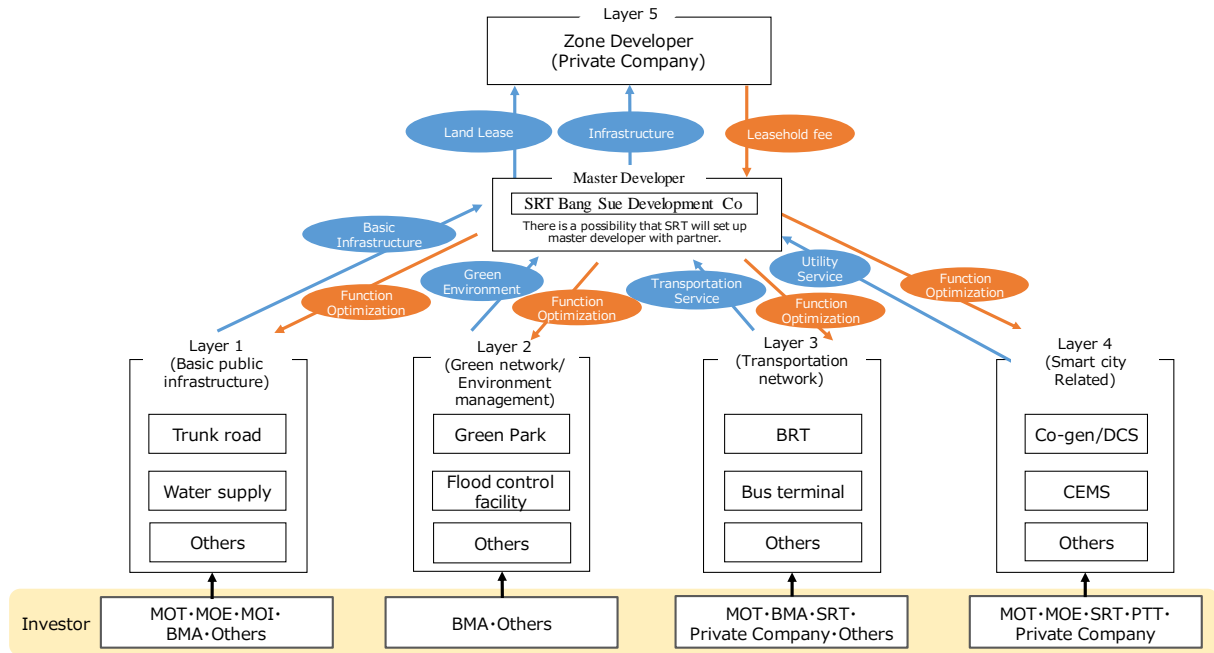 Layer 5
Zone Developer
(Private Company)
Land Lease
Infrastructure
Leasehold fee
Master Developer
SRT Bang Sue Development Co
There is a possibility that SRT will set up
master developer with partner.
Basic
Infrastructure
Function
Optimization
Green
Environment
Function
Optimization
Transportation
Service
Function
Optimization
Utility
Service
Function
Optimization
Layer 1
(Basic public
infrastructure)
Trunk road
Water supply
Others
Layer 2
(Green network/
Environment
management)
Green Park
Flood control
facility
Others
Layer 3
(Transportation
network)
BRT
Bus terminal
Others
Layer 4
(Smart city
Related)
Co-gen/DCS
CEMS
Others
Investor
MOT・MOE・MOI・
BMA・Others
BMA・Others
MOT・BMA・SRT・
Private Company・Others
MOT・MOE・SRT・PTT・
Private Company